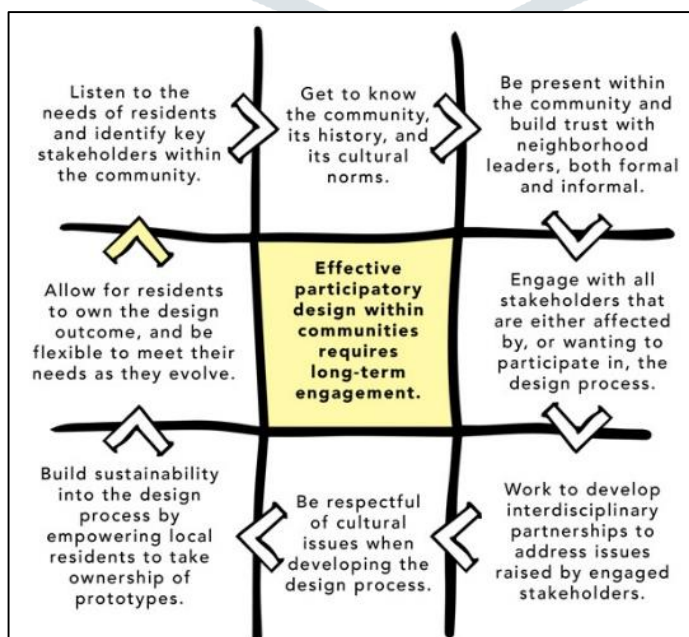 Listen to the
needs of residents
and identify key
stakeholders within
the community.
Get to know
the community,
its history, and
its cultural
norms.
Be present within
the community and
build trust with
neighborhood
leaders, both formal
and informal.
Allow for residents
to own the design
outcome, and be
flexible to meet their
needs as they evolve.
Effective
participatory
design within
communities
requires
long-term
engagement.
Engage with all
stakeholders that
are either affected
by, or wanting to
participate in, the
design process.
Build sustainability
into the design
process by
empowering local
residents to take
ownership of
prototypes.
Be respectful
of cultural
issues when
developing the
design process.
Work to develop
interdisciplinary
partnerships to
address issues
raised by engaged
stakeholders.